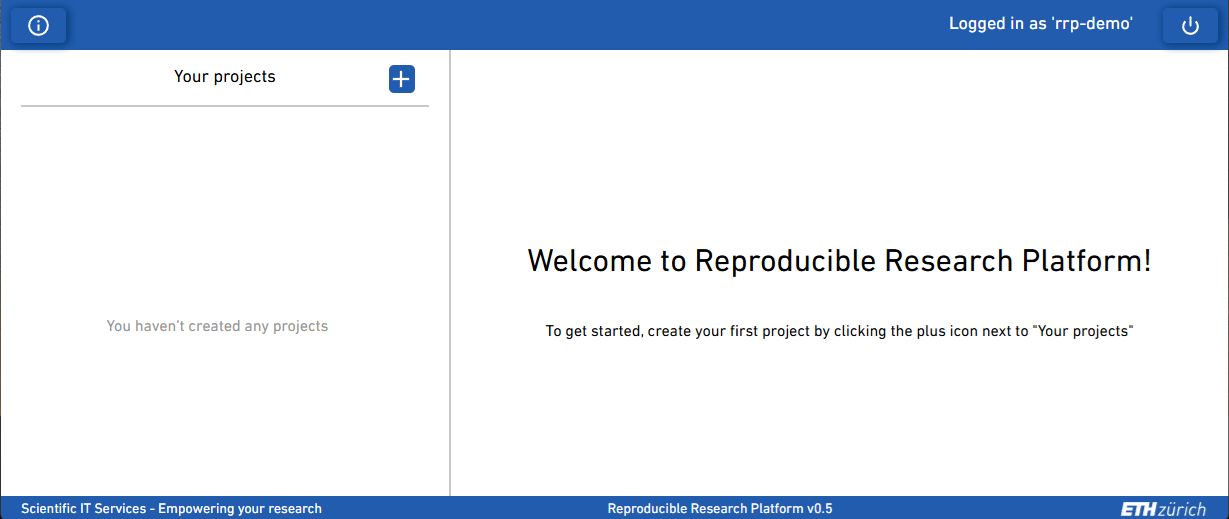 Logged in as 'rrp-demo'
Your projects
You haven't created any projects
Welcome to Reproducible Research Platform!
To get started, create your first project by clicking the plus icon next to "Your projects"
Scientific IT Services - Empowering your research
Reproducible Research Platform v0.5
ETH zürich